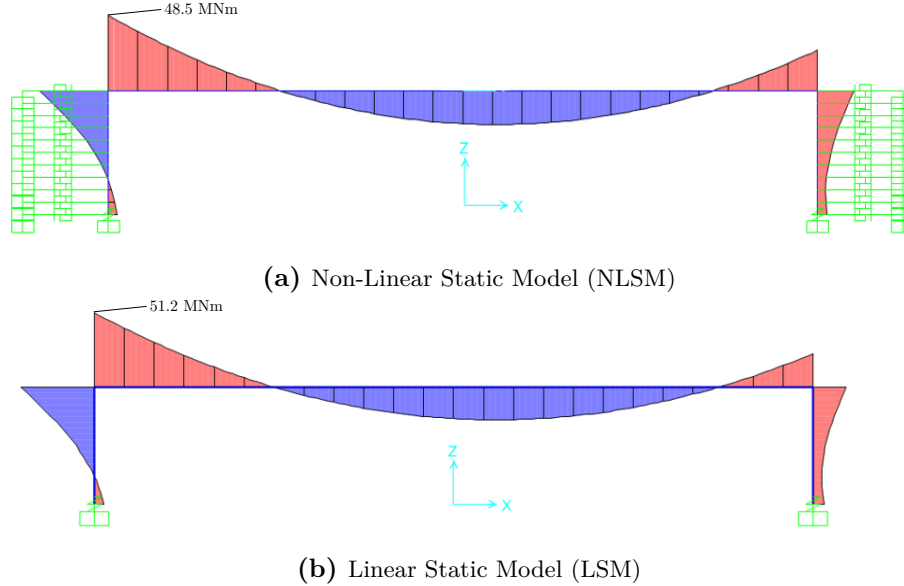 48.5 MNm
Z
X
(a) Non-Linear Static Model (NLSM)
51.2 MNm
Z
X
(b) Linear Static Model (LSM)